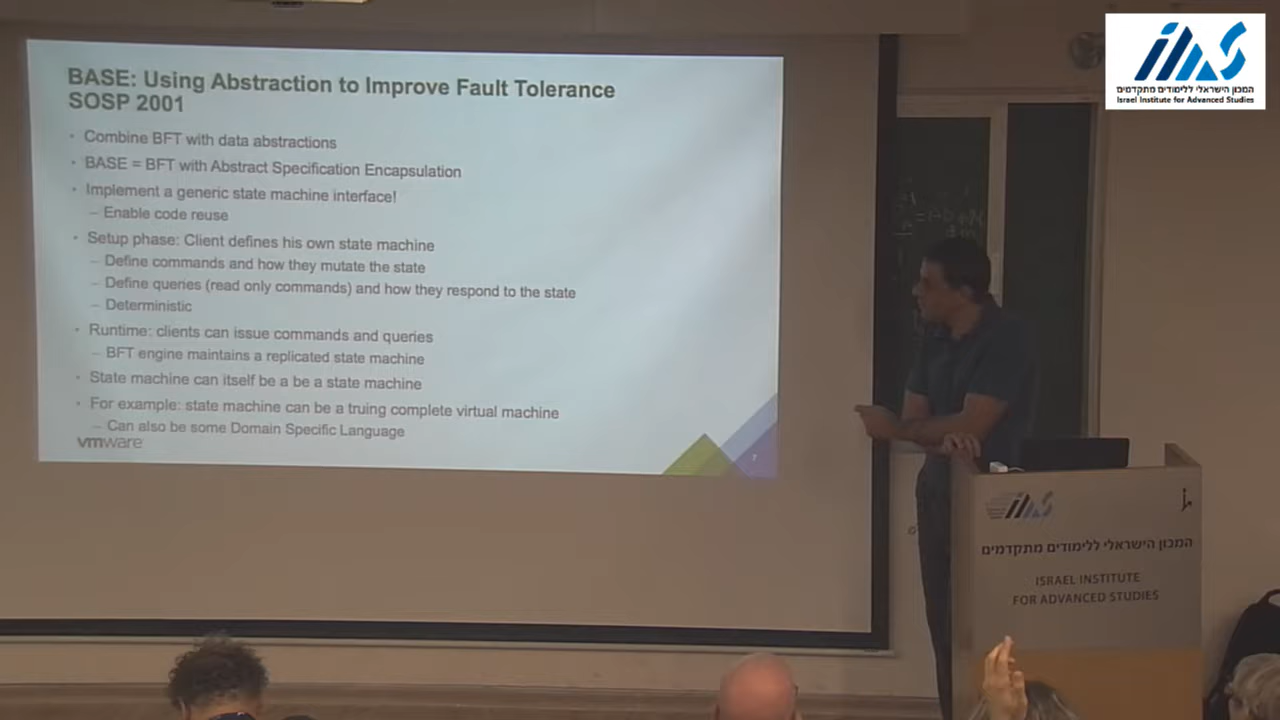 BASE: Using Abstraction to Improve Fault Tolerance
SOSP 2001
• Combine BFT with data abstractions
• BASE = BFT with Abstract Specification Encapsulation
• Implement a generic state machine interface!
– Enable code reuse
• Setup phase: Client defines his own state machine
– Define commands and how they mutate the state
– Define queries (read only commands) and how they respond to the state
– Deterministic
• Runtime: clients can issue commands and queries
– BFT engine maintains a replicated state machine
• State machine can itself be a be a state machine
• For example: state machine can be a truing complete virtual machine
– Can also be some Domain Specific Language
vmware
7
המכון הישראלי ללימודים מתקדמים
Israel Institute for Advanced Studies
המכון הישראלי ללימודים מתקדמים
ISRAEL INSTITUTE
FOR ADVANCED STUDIES